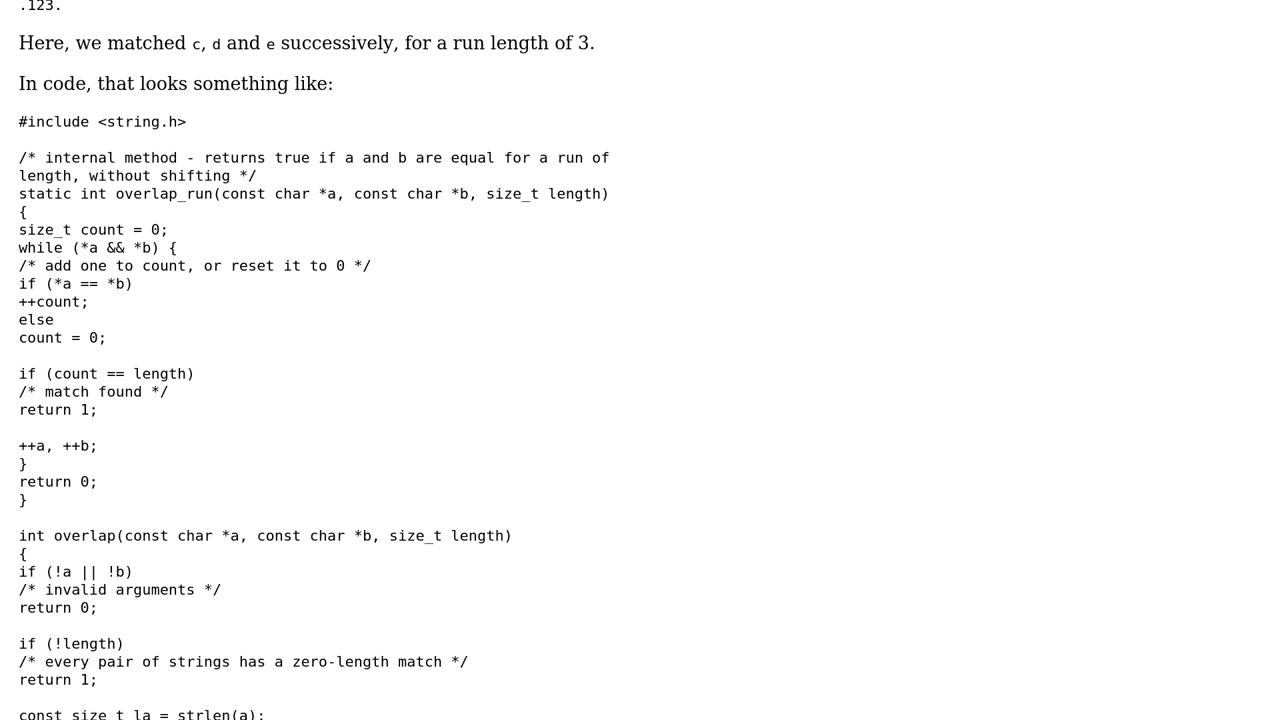 .123.
Here, we matched c, d and e successively, for a run length of 3.
In code, that looks something like:
#include <string.h>
/* internal method - returns true if a and b are equal for a run of
length, without shifting */
static int overlap_run(const char *a, const char *b, size_t length)
{
size_t count = 0;
while (*a && *b) {
/* add one to count, or reset it to 0 */
if (*a == *b)
++count;
else
count = 0;
if (count == length)
/* match found */
return 1;
++a, ++b;
}
return 0;
}
int overlap(const char *a, const char *b, size_t length)
{
if (!a || !b)
/* invalid arguments */
return 0;
if (!length)
/* every pair of strings has a zero-length match */
return 1;
const size_t la = strlen(a);